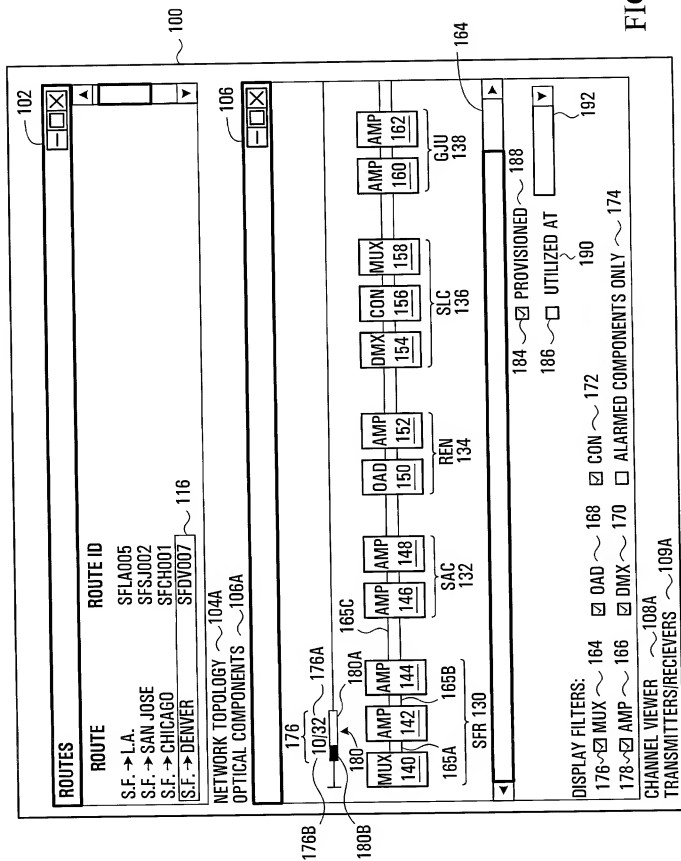 100
102
ROUTES
ROUTE ROUTE ID
S.F. → L.A. SFLA005
S.F. → SAN JOSE SFSJ002
S.F. → CHICAGO SFCH001
S.F. → DENVER SFDV007 116
NETWORK TOPOLOGY 104A
OPTICAL COMPONENTS 106A
106
176
176B 10/32 176A
180B 180 180A
165C
MUX AMP AMP AMP AMP OAD AMP DMX CON MUX AMP AMP
140 142 144 146 148 150 152 154 156 158 160 162
165A 165B
SFR 130 SAC REN SLC GJU
132 134 136 138
164
184 PROVISIONED 188
186 UTILIZED AT 192
190
DISPLAY FILTERS:
176 MUX 164 OAD 168 CON 172
178 AMP 166 DMX 170 ALARMED COMPONENTS ONLY 174
CHANNEL VIEWER 108A
TRANSMITTERS/RECIEVERS 109A